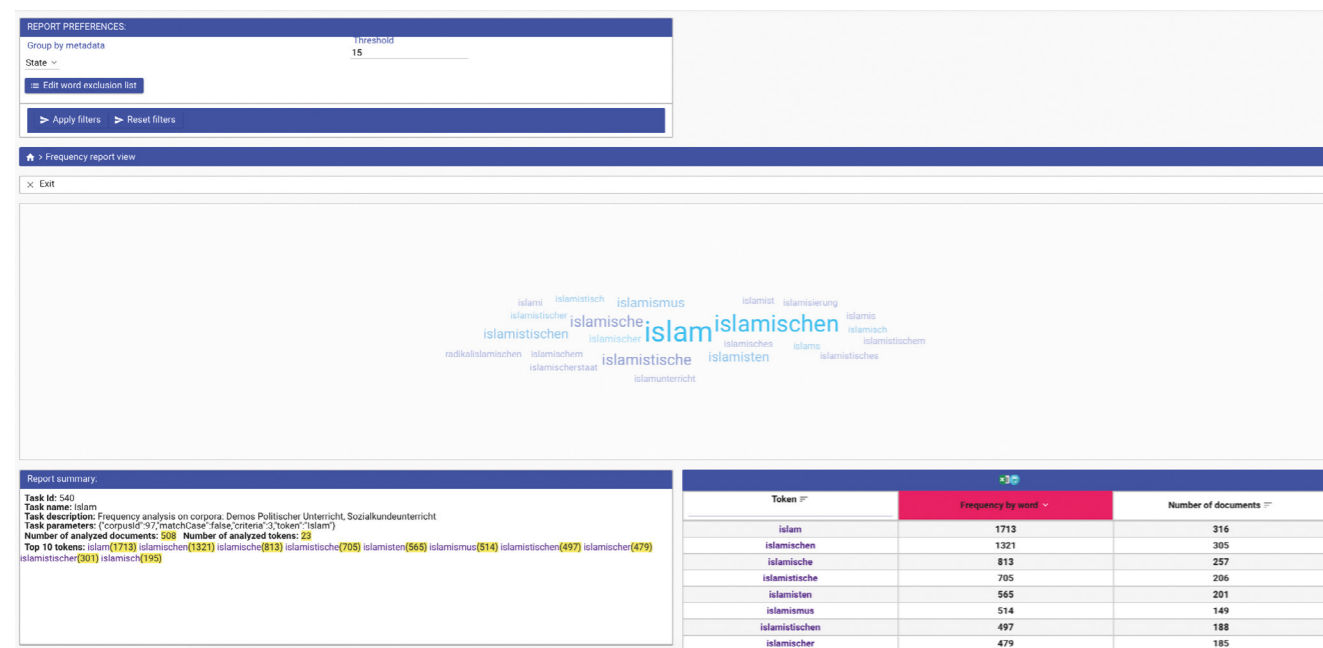 REPORT PREFERENCES:
Group by metadata
Threshold
15
State
Edit word exclusion list
Apply filters Reset filters
> Frequency report view
Exit
islami islamistisch islamismus islamist islamisierung
islamistischer islamische islam islamischen islamis
islamistischen islamischer islamisches islams islamisch islamistischem
radikalislamischen islamischem islamistische islamisten islamistisches
islamischerstaat
islamunterricht
Report summary:
Task Id: 540
Task name: Islam
Task description: Frequency analysis on corpora: Demos Politischer Unterricht, Sozialkundeunterricht
Task parameters: {"corpusId":97,"matchCase":false,"criteria":3,"token":"Islam"}
Number of analyzed documents: 508 Number of analyzed tokens: 23
Top 10 tokens: islam(1713) islamischen(1321) islamische(813) islamistische(705) islamisten(565) islamismus(514) islamistischen(497) islamischer(479)
islamistischer(301) islamisch(195)
Token Frequency by word Number of documents
islam 1713 316
islamischen 1321 305
islamische 813 257
islamistische 705 206
islamisten 565 201
islamismus 514 149
islamistischen 497 188
islamischer 479 185